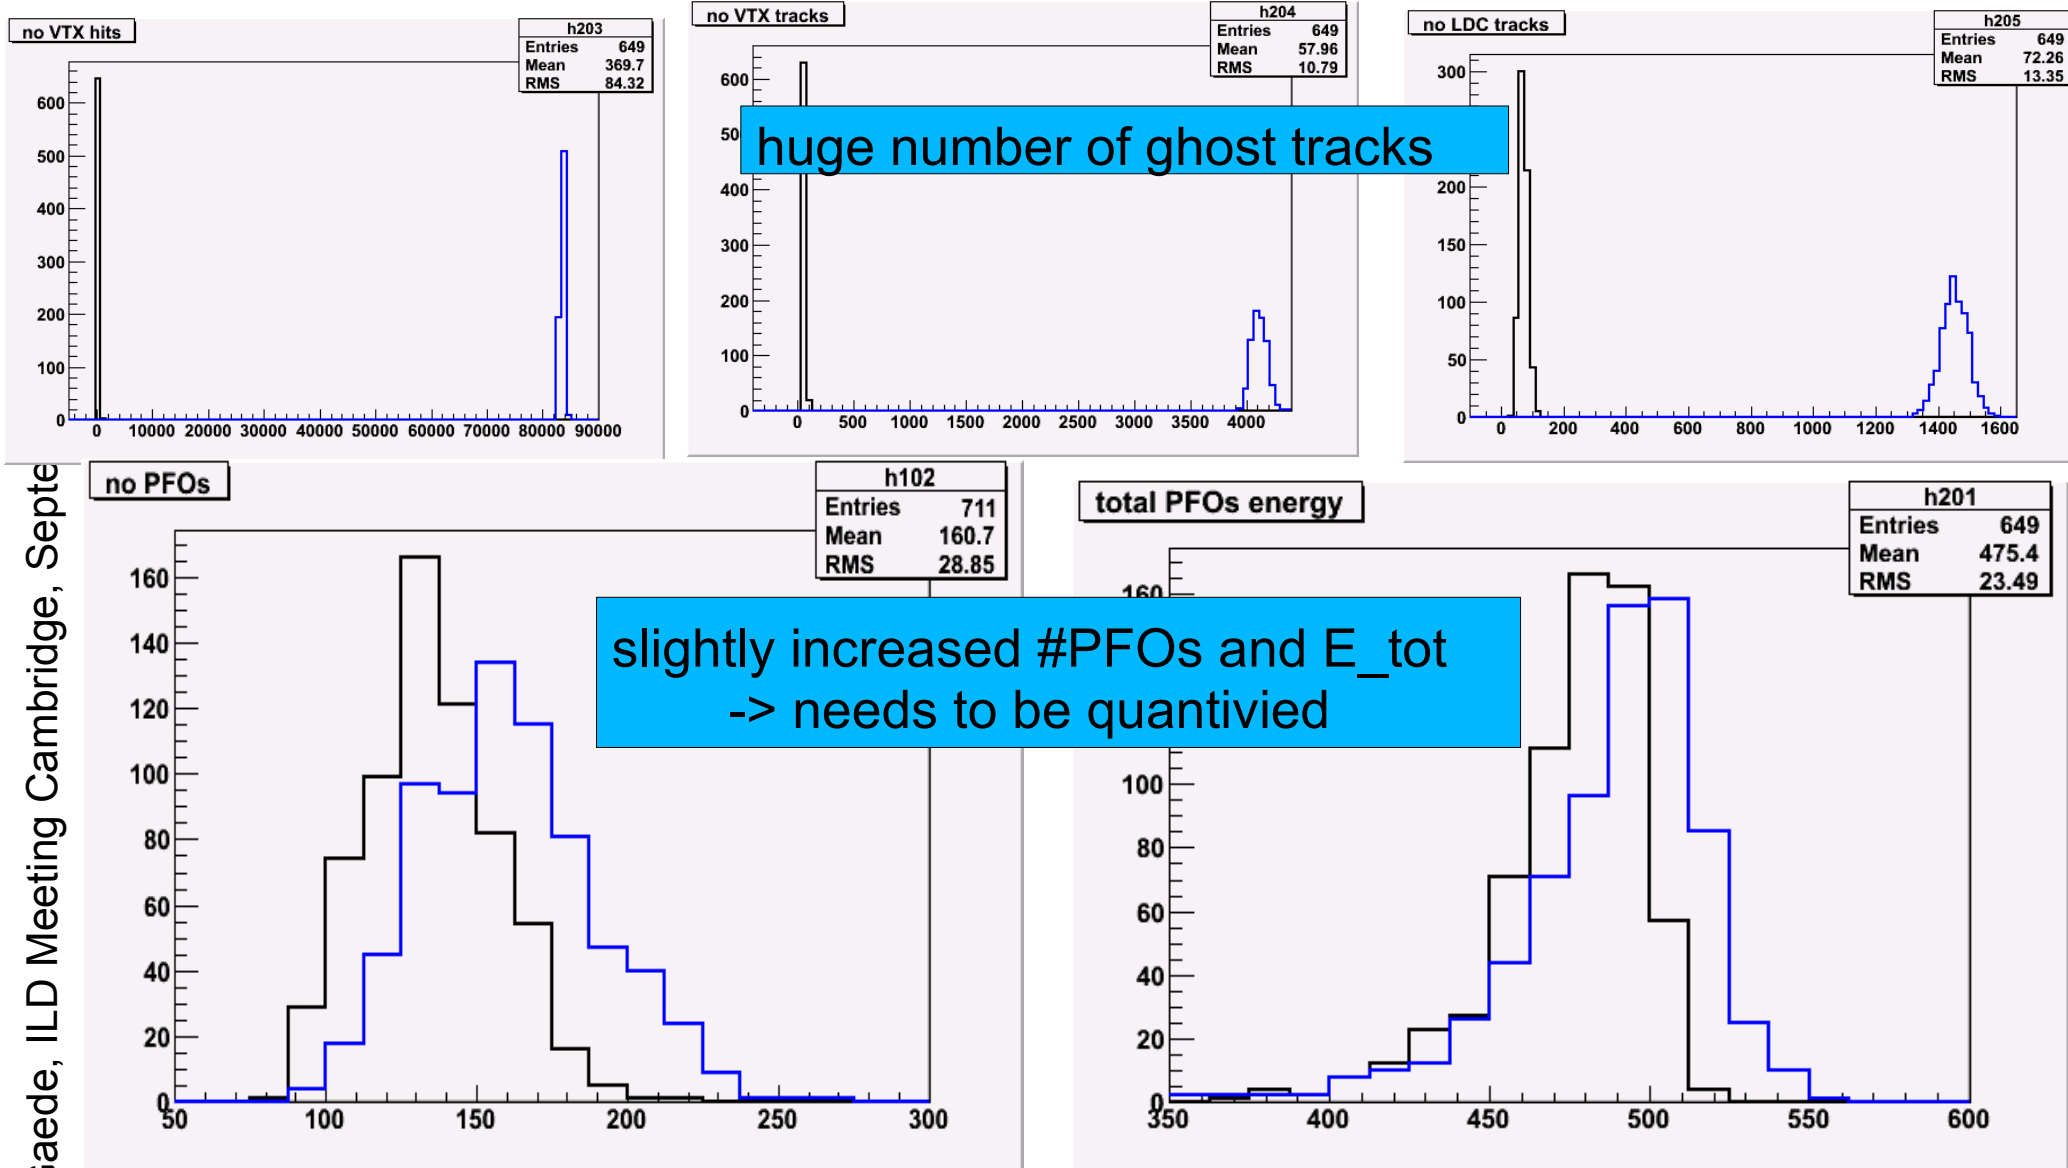 no VTX hits
h203
Entries 649
Mean 369.7
RMS 84.32
600
500
400
300
200
100
0
0 10000 20000 30000 40000 50000 60000 70000 80000 90000
no VTX tracks
h204
Entries 649
Mean 57.96
RMS 10.79
600
400
300
200
100
0
0 500 1000 1500 2000 2500 3000 3500 4000
no LDC tracks
h205
Entries 649
Mean 72.26
RMS 13.35
300
200
150
100
50
0
0 200 400 600 800 1000 1200 1400 1600
huge number of ghost tracks
no PFOs
h102
Entries 711
Mean 160.7
RMS 28.85
160
140
120
100
80
60
40
20
0
50 100 150 200 250 300
total PFOs energy
h201
Entries 649
Mean 475.4
RMS 23.49
160
100
80
60
40
20
0
350 400 450 500 550 600
slightly increased #PFOs and E_tot
-> needs to be quantivied
aede, ILD Meeting Cambridge, Septe